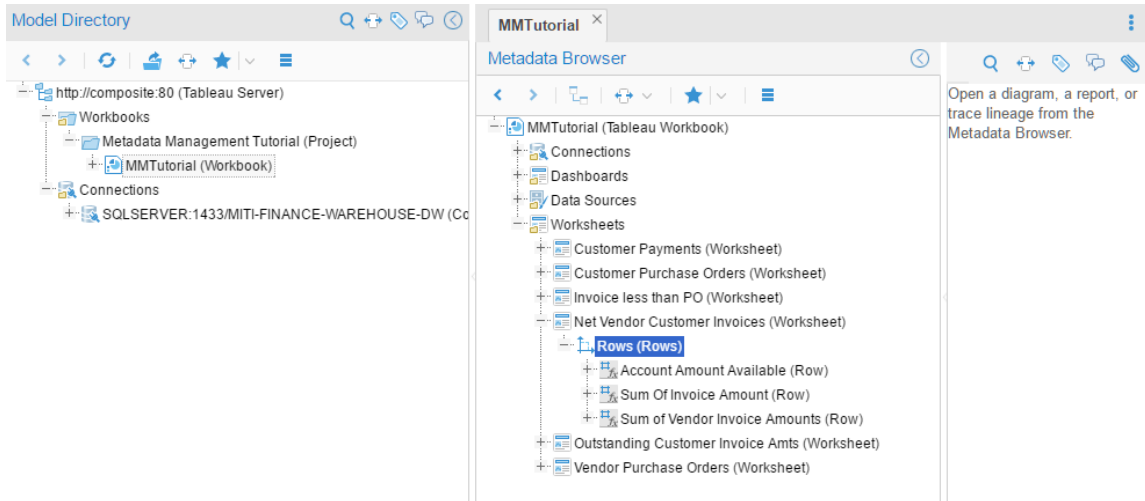 Model Directory
http://composite:80 (Tableau Server)
Workbooks
Metadata Management Tutorial (Project)
MMTutorial (Workbook)
Connections
SQLSERVER:1433/MITI-FINANCE-WAREHOUSE-DW (Co
MMTutorial
Metadata Browser
MMTutorial (Tableau Workbook)
Connections
Dashboards
Data Sources
Worksheets
Customer Payments (Worksheet)
Customer Purchase Orders (Worksheet)
Invoice less than PO (Worksheet)
Net Vendor Customer Invoices (Worksheet)
Rows (Rows)
Account Amount Available (Row)
Sum Of Invoice Amount (Row)
Sum of Vendor Invoice Amounts (Row)
Outstanding Customer Invoice Amts (Worksheet)
Vendor Purchase Orders (Worksheet)
Open a diagram, a report, or
trace lineage from the
Metadata Browser.